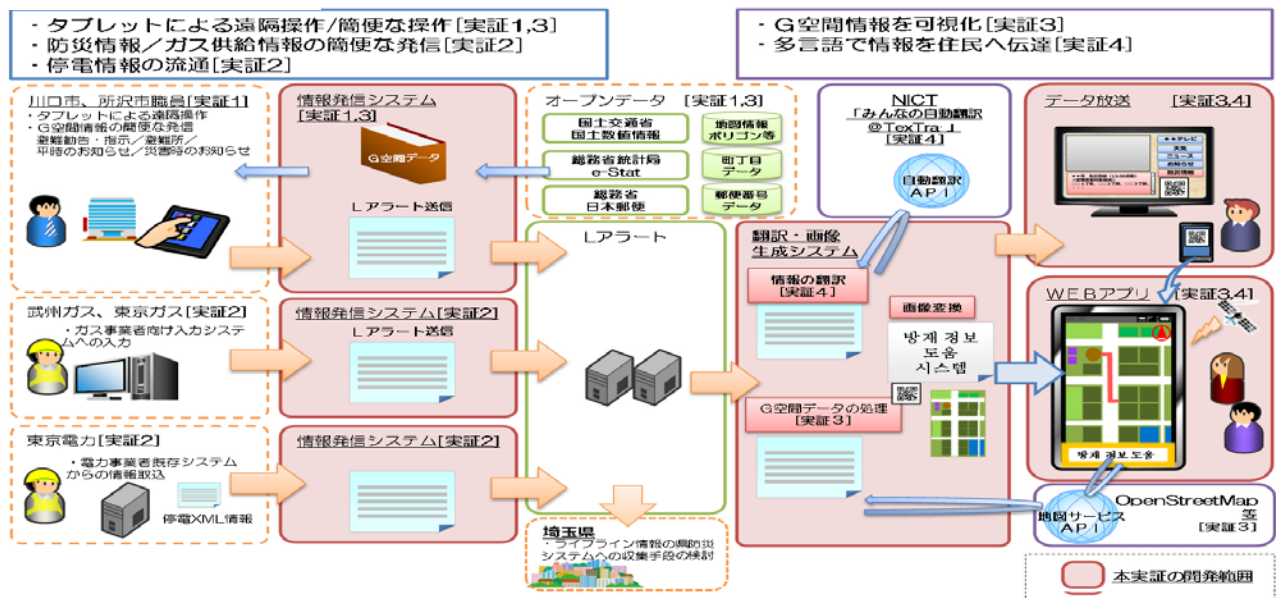 ・タブレットによる遠隔操作/簡便な操作[実証1,3]
・防災情報／ガス供給情報の簡便な発信[実証2]
・停電情報の流通[実証2]
・G空間情報を可視化[実証3]
・多言語で情報を住民へ伝達[実証4]
川口市、所沢市職員[実証1]
・タブレットによる遠隔操作
・G空間情報の簡便な発信
避難勧告・指示／避難所／
平時のお知らせ／災害時のお知らせ
情報発信システム
[実証1,3]
G空間データ
Lアラート送信
オープンデータ [実証1,3]
国土交通省
国土数値情報
地図情報
ポリゴン等
総務省統計局
e-Stat
町丁目
データ
総務省
日本郵便
郵便番号
データ
NICT
「みんなの自動翻訳
@TexTra」
[実証4]
自動翻訳
API
データ放送 [実証3,4]
天気
ニュース
お知らせ
武州ガス、東京ガス[実証2]
・ガス事業者向け入力システ
ムへの入力
情報発信システム[実証2]
Lアラート送信
Lアラート
翻訳・画像
生成システム
情報の翻訳
[実証4]
画像変換
방재 정보
도움
시스템
G空間データの処理
[実証3]
WEBアプリ [実証3,4]
방재 정보도움
東京電力[実証2]
・電力事業者既存システム
からの情報取込
停電XML情報
情報発信システム[実証2]
埼玉県
・ライフライン情報の県防災
システムへの収集手段の検討
OpenStreetMap
等
[実証3]
地図サービス
API
本実証の開発範囲